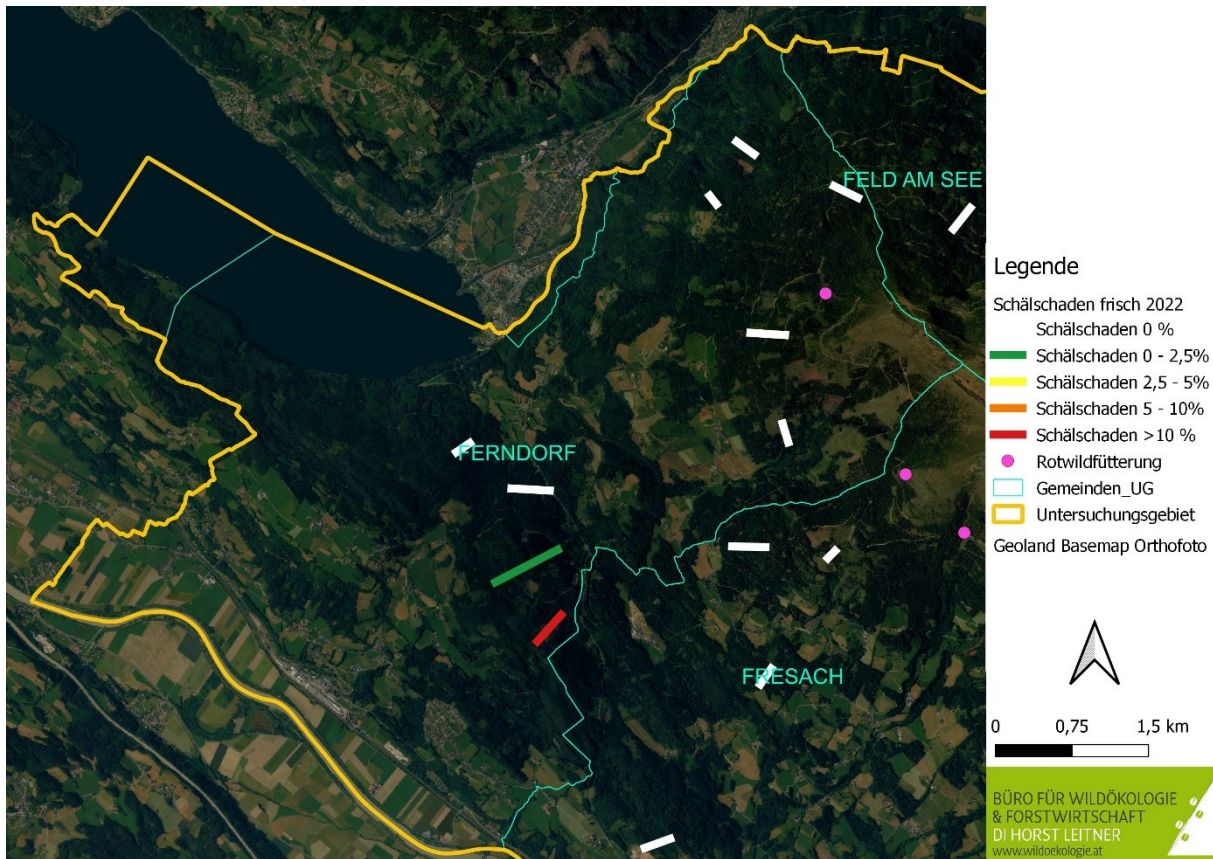 FELD AM SEE
FERNDORF
FRESACH
Legende
Schälschaden frisch 2022
Schälschaden 0 %
Schälschaden 0 - 2,5%
Schälschaden 2,5 - 5%
Schälschaden 5 - 10%
Schälschaden >10 %
Rotwildfütterung
Gemeinden_UG
Untersuchungsgebiet
Geoland Basemap Orthofoto
0 0,75 1,5 km
BÜRO FÜR WILDÖKOLOGIE
& FORSTWIRTSCHAFT
DI HORST LEITNER
www.wildoekologie.at